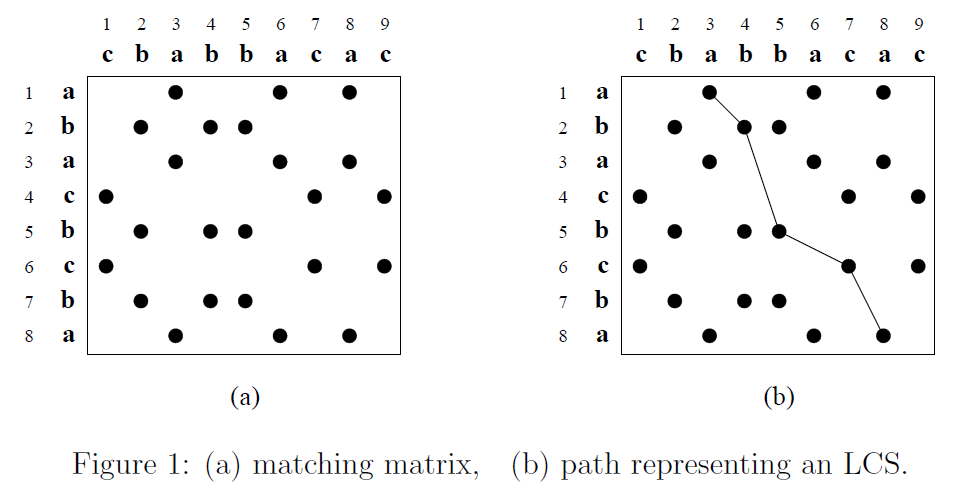 1 2 3 4 5 6 7 8 9
c b a b b a c a c
1 a
2 b
3 a
4 c
5 b
6 c
7 b
8 a
(a)
1 2 3 4 5 6 7 8 9
c b a b b a c a c
1 a
2 b
3 a
4 c
5 b
6 c
7 b
8 a
(b)
Figure 1: (a) matching matrix, (b) path representing an LCS.